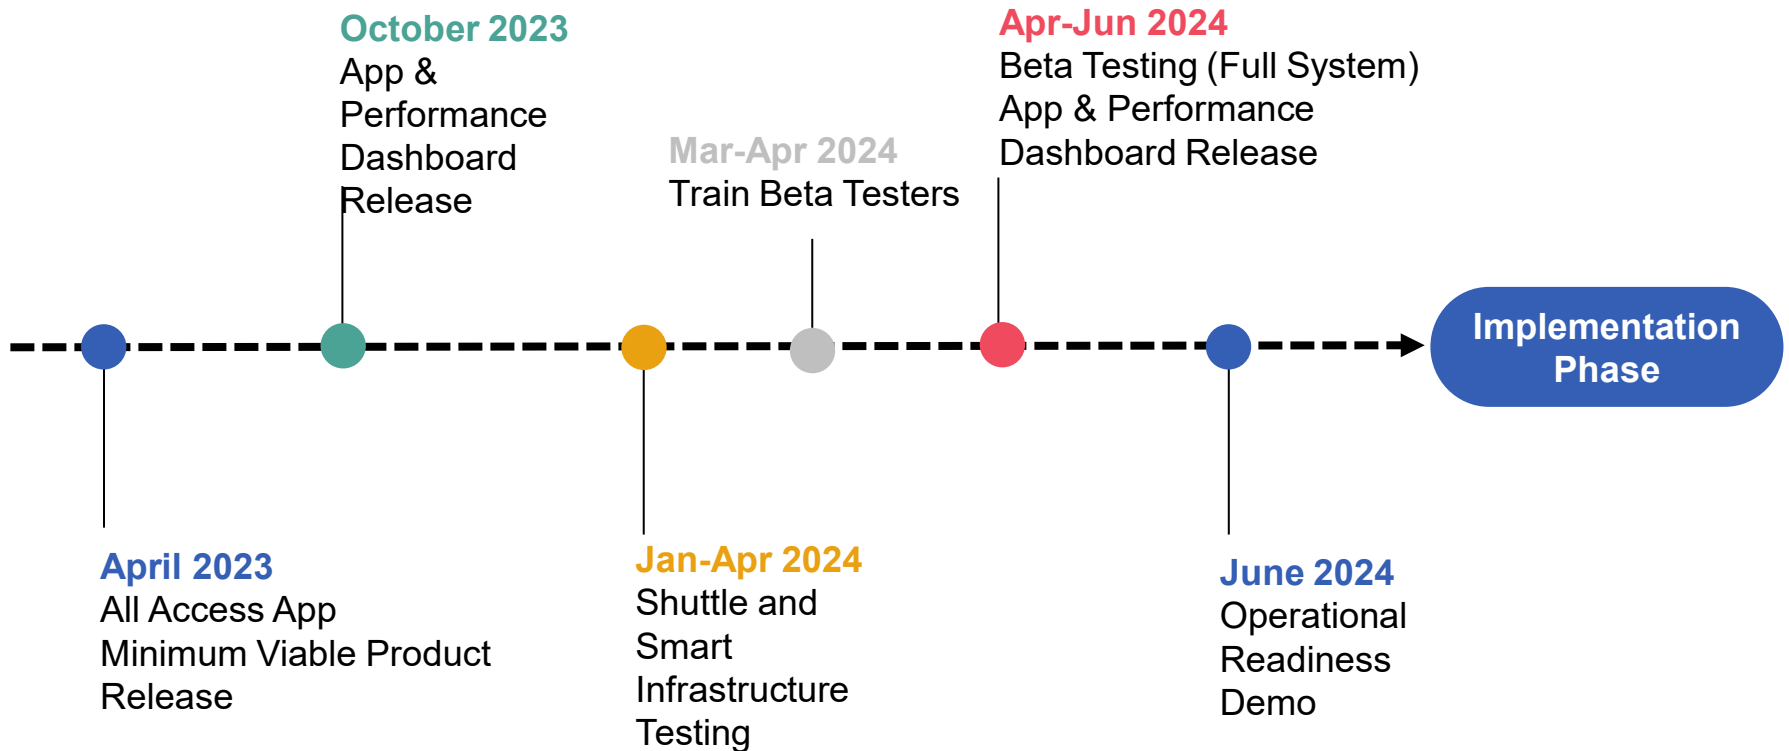 October 2023
App &
Performance
Dashboard
Release
Apr-Jun 2024
Beta Testing (Full System)
App & Performance
Dashboard Release
Mar-Apr 2024
Train Beta Testers
Implementation
Phase
April 2023
All Access App
Minimum Viable Product
Release
Jan-Apr 2024
Shuttle and
Smart
Infrastructure
Testing
June 2024
Operational
Readiness
Demo